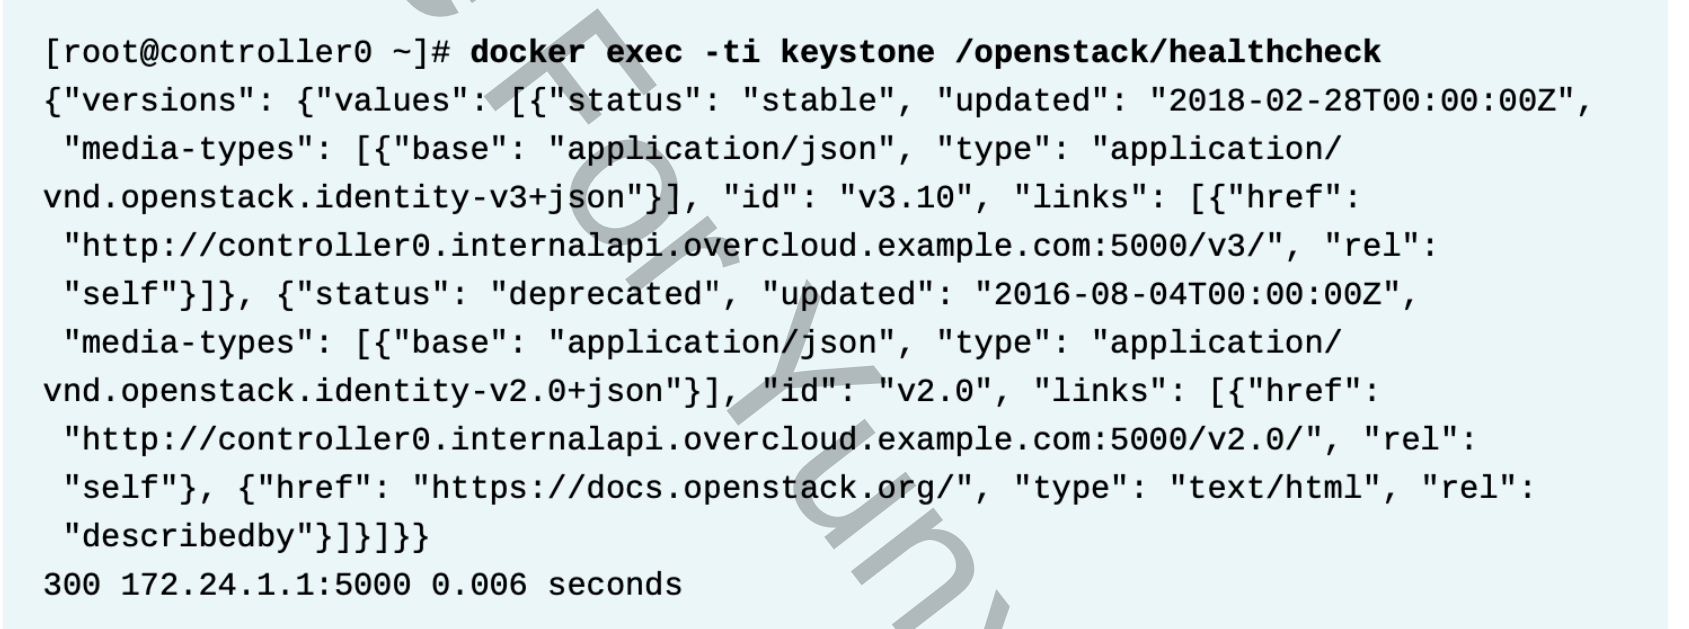 [root@controller0 ~]# docker exec -ti keystone /openstack/healthcheck
{"versions": {"values": [{"status": "stable", "updated": "2018-02-28T00:00:00Z",
"media-types": [{"base": "application/json", "type": "application/
vnd.openstack.identity-v3+json"}], "id": "v3.10", "links": [{"href":
"http://controller0.internalapi.overcloud.example.com:5000/v3/", "rel":
"self"}]}, {"status": "deprecated", "updated": "2016-08-04T00:00:00Z",
"media-types": [{"base": "application/json", "type": "application/
vnd.openstack.identity-v2.0+json"}], "id": "v2.0", "links": [{"href":
"http://controller0.internalapi.overcloud.example.com:5000/v2.0/", "rel":
"self"}, {"href": "https://docs.openstack.org/", "type": "text/html", "rel":
"describedby"}]}]}}
300 172.24.1.1:5000 0.006 seconds
For